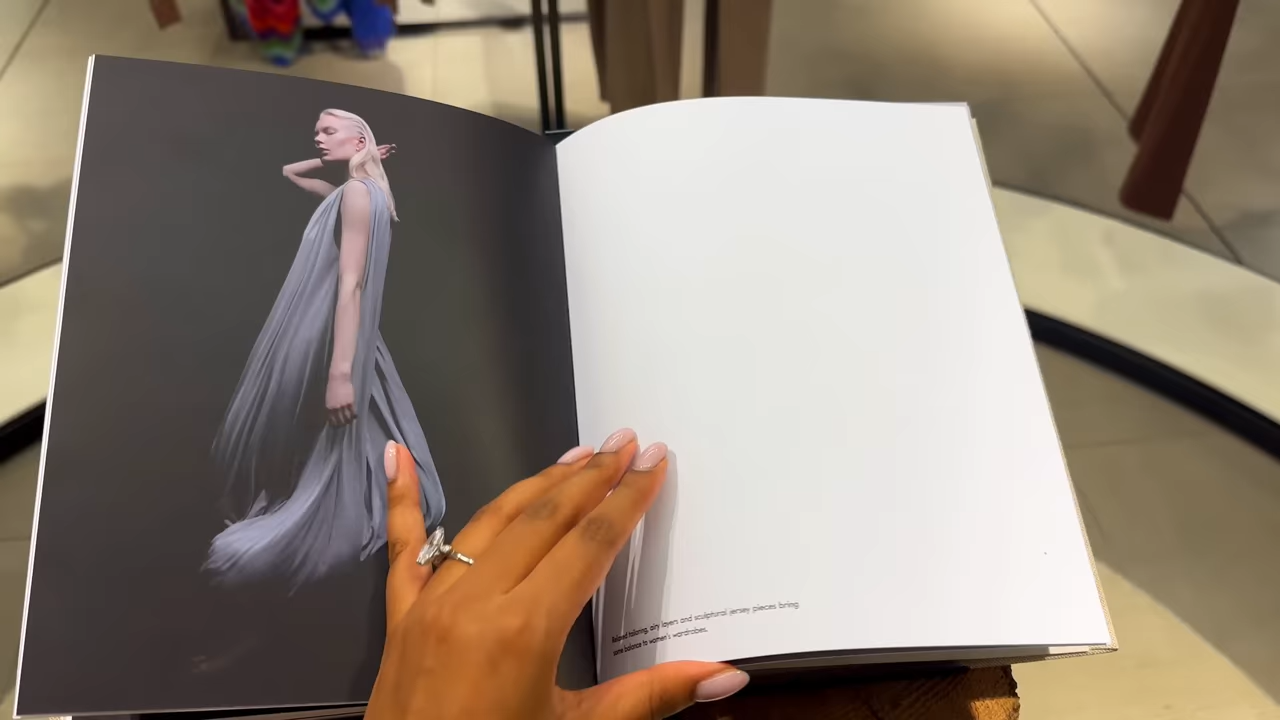 Relaxed tailoring, airy layers and sculptural jersey pieces bring
some balance to women's wardrobes.